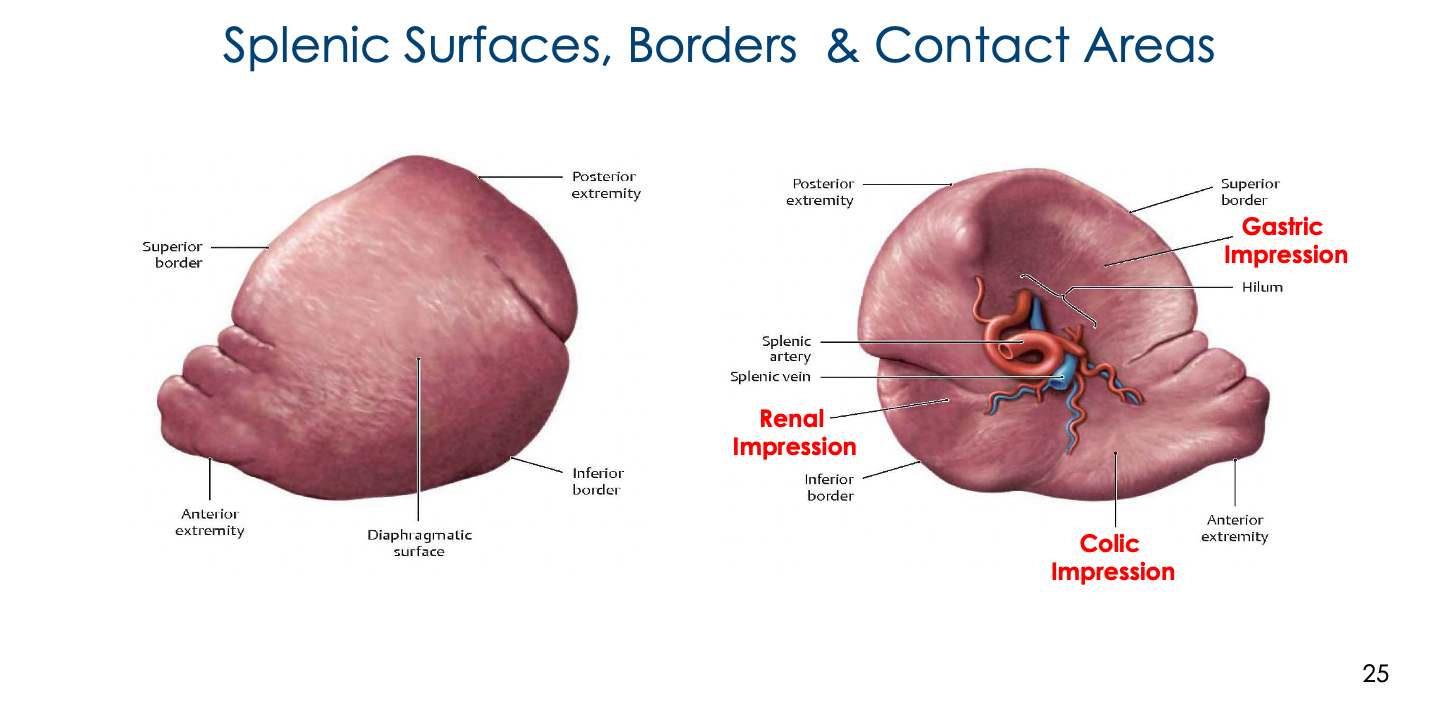 Splenic Surfaces, Borders & Contact Areas
Posterior
extremity
Superior
border
Anterior
extremity
Diaphragmatic
surface
Inferior
border
Posterior
extremity
Superior
border
Gastric
Impression
Hilum
Splenic
artery
Splenic vein
Renal
Impression
Inferior
border
Colic
Impression
Anterior
extremity
25